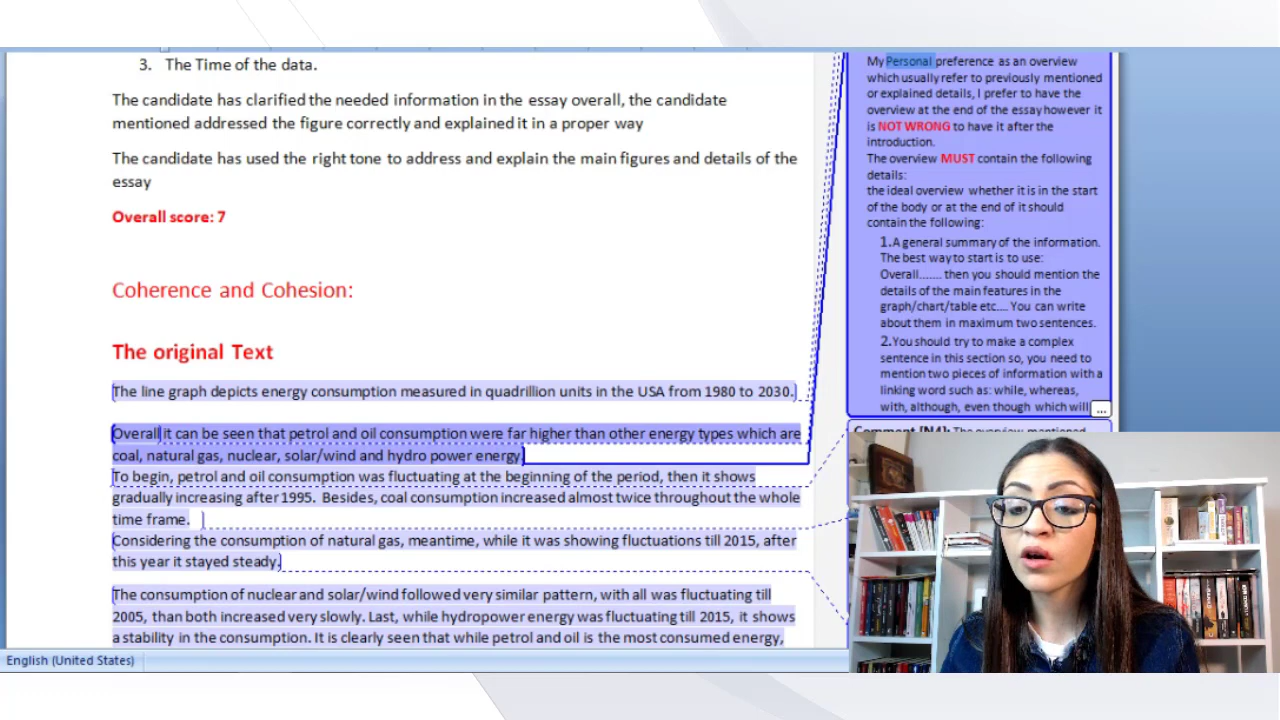 3. The Time of the data.
The candidate has clarified the needed information in the essay overall, the candidate
mentioned addressed the figure correctly and explained it in a proper way
The candidate has used the right tone to address and explain the main figures and details of the
essay
Overall score: 7
Coherence and Cohesion:
The original Text
The line graph depicts energy consumption measured in quadrillion units in the USA from 1980 to 2030.
Overall it can be seen that petrol and oil consumption were far higher than other energy types which are
coal, natural gas, nuclear, solar/wind and hydro power energy.
To begin, petrol and oil consumption was fluctuating at the beginning of the period, then it shows
gradually increasing after 1995. Besides, coal consumption increased almost twice throughout the whole
time frame.
Considering the consumption of natural gas, meantime, while it was showing fluctuations till 2015, after
this year it stayed steady.
The consumption of nuclear and solar/wind followed very similar pattern, with all was fluctuating till
2005, than both increased very slowly. Last, while hydropower energy was fluctuating till 2015, it shows
a stability in the consumption. It is clearly seen that while petrol and oil is the most consumed energy,
English (United States)
My Personal preference as an overview
which usually refer to previously mentioned
or explained details, I prefer to have the
overview at the end of the essay however it
is NOT WRONG to have it after the
introduction.
The overview MUST contain the following
details:
the ideal overview whether it is in the start
of the body or at the end of it should
contain the following:
1.A general summary of the information.
The best way to start is to use:
Overall....... then you should mention the
details of the main features in the
graph/chart/table etc.... You can write
about them in maximum two sentences.
2.You should try to make a complex
sentence in this section so, you need to
mention two pieces of information with a
linking word such as: while, whereas,
with, although, even though which will
...
Comment [N4]: The overview mentioned